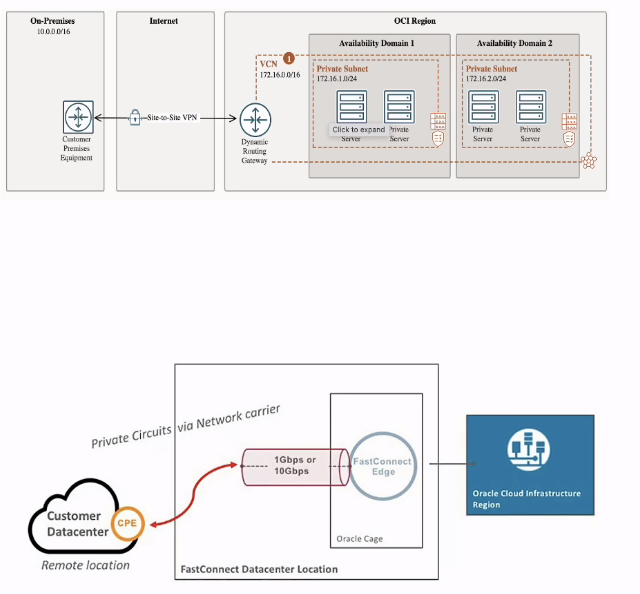 On-Premises
10.0.0.0/16
Internet
OCI Region
VCN
1
172.16.0.0/16
Availability Domain 1
Availability Domain 2
Private Subnet
172.16.1.0/24
Private Subnet
172.16.2.0/24
Customer
Premises
Equipment
Site-to-Site VPN
Dynamic
Routing
Gateway
Click to expand
Server
Private
Server
Private
Server
Private
Server
Private Circuits via Network carrier
1Gbps or
10Gbps
FastConnect
Edge
Oracle Cage
Customer
Datacenter
CPE
Remote location
FastConnect Datacenter Location
Oracle Cloud Infrastructure
Region